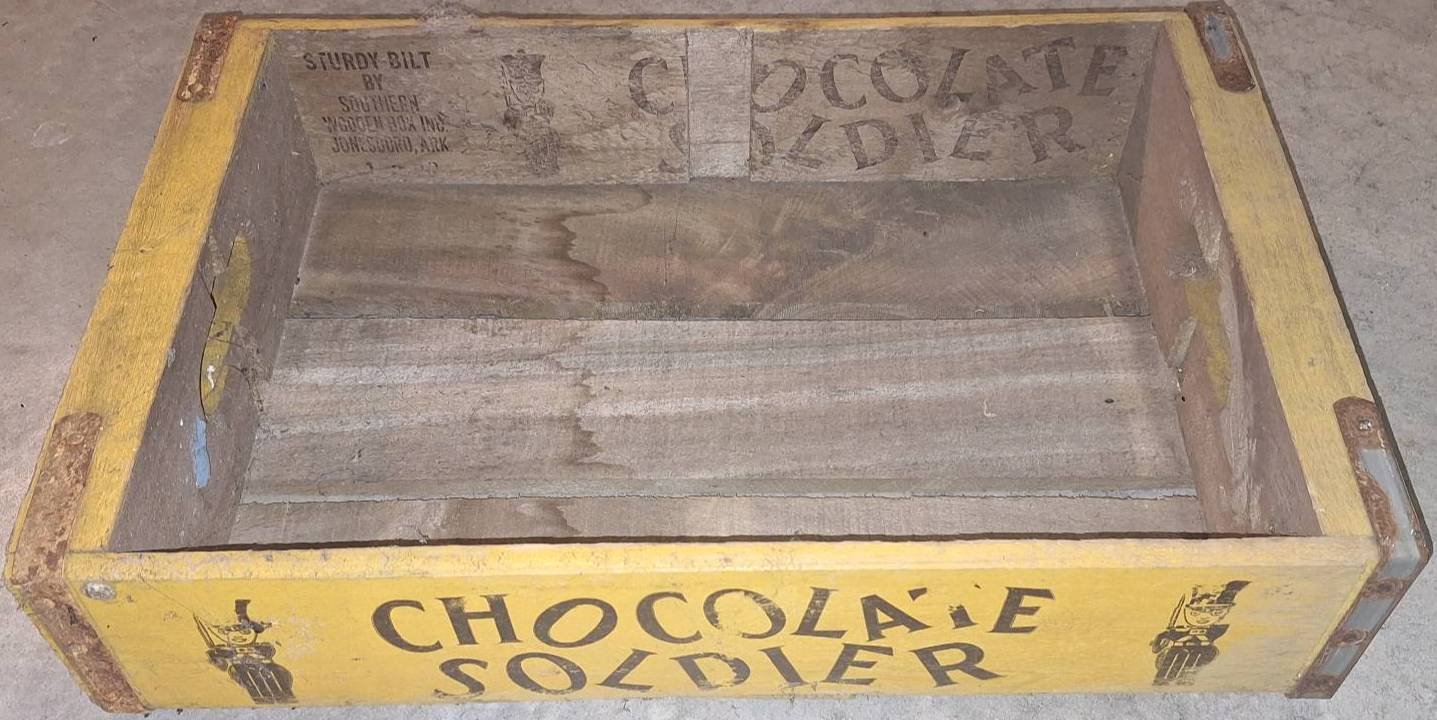 STURDY BILT
BY
SOUTHERN
WOODEN BOX INC.
JONESBORO, ARK
CHOCOLATE
SOLDIER
CHOCOLATE
SOLDIER